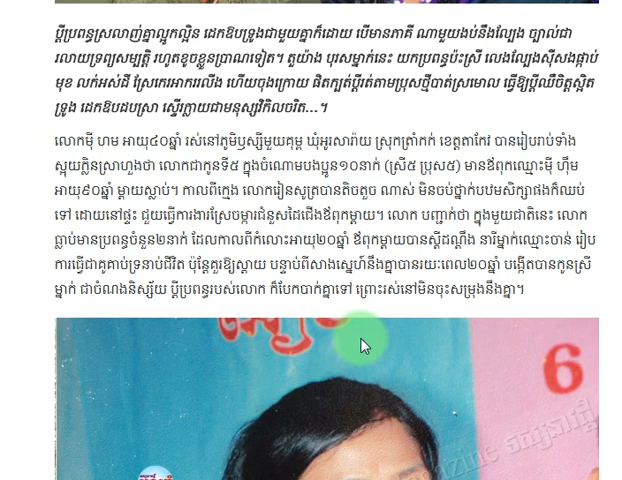 ប្តីប្រពន្ធស្រលាញ់គ្នាល្អូកល្អិន ដេកឱបទ្រូងជាមួយគ្នាក៏ដោយ បើមានភាគី ណាមួយងប់នឹងល្បែង ច្បាល់ជា
រលាយទ្រព្យសម្បត្តិ រហូតខូចខ្លួនប្រាណទៀត។ តួយ៉ាង បុរសម្នាក់នេះ យកប្រពន្ធប៉ះស្រី លេងល្បែងស៊ីសងផ្គាប់
មុខ លក់អស់ដី ស្រែកេរអាករលើង ហើយចុងក្រោយ ផិតក្បត់ប្តីរត់តាមប្រុសថ្មីបាត់ស្រមោល ធ្វើឱ្យប្តីឈឺចិត្តស្អិត
ទ្រូង ដេកឱបដបស្រា ស្ទើរក្លាយជាមនុស្សវិកលចរិត…។
លោកម៉ី ហម អាយុ៤០ឆ្នាំ រស់នៅភូមិឫស្សីមួយគុម្ព ឃុំអូរសារាយ ស្រុកត្រាំកក់ ខេត្តតាកែវ បានរៀបរាប់ទាំង
ស្អុយក្លិនស្រាហួងថា លោកជាកូនទី៥ ក្នុងចំណោមបងប្អូន១០នាក់ (ស្រី៥ ប្រុស៥) មានឪពុកឈ្មោះម៉ី ហ៊ឹម
អាយុ៩០ឆ្នាំ ម្តាយស្លាប់។ កាលពីក្មេង លោករៀនសូត្របានតិចតួច ណាស់ មិនចប់ថ្នាក់បឋមសិក្សាផងក៏ឈប់
ទៅ ដោយនៅផ្ទះ ជួយធ្វើការងារស្រែចម្ការជំនួសដៃជើងឪពុកម្តាយ។ លោក បញ្ជាក់ថា ក្នុងមួយជាតិនេះ លោក
ធ្លាប់មានប្រពន្ធចំនួន២នាក់ ដែលកាលពីកំលោះអាយុ២០ឆ្នាំ ឪពុកម្តាយបានស្តីដណ្តឹង នារីម្នាក់ឈ្មោះចាន់ រៀប
ការធ្វើជាគូគាប់ទ្រនាប់ជីវិត ប៉ុន្តែគួរឱ្យស្តាយ បន្ទាប់ពីសាងស្នេហ៍នឹងគ្នាបានរយៈពេល២០ឆ្នាំ បង្កើតបានកូនស្រី
ម្នាក់ ជាចំណងនិស្ស័យ ប្តីប្រពន្ធរបស់លោក ក៏បែកបាក់គ្នាទៅ ព្រោះរស់នៅមិនចុះសម្រុងនឹងគ្នា។
6